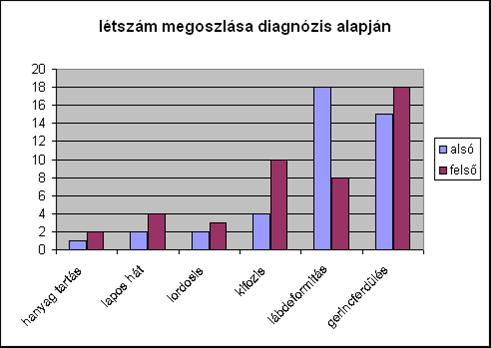 létszám megoszlása diagnózis alapján
20
18
16
14
12
10
8
6
4
2
0
alsó
felső
hanyag tartás
lapos hát
lordosis
kifozis
lábdeformitás
gerincferdülés